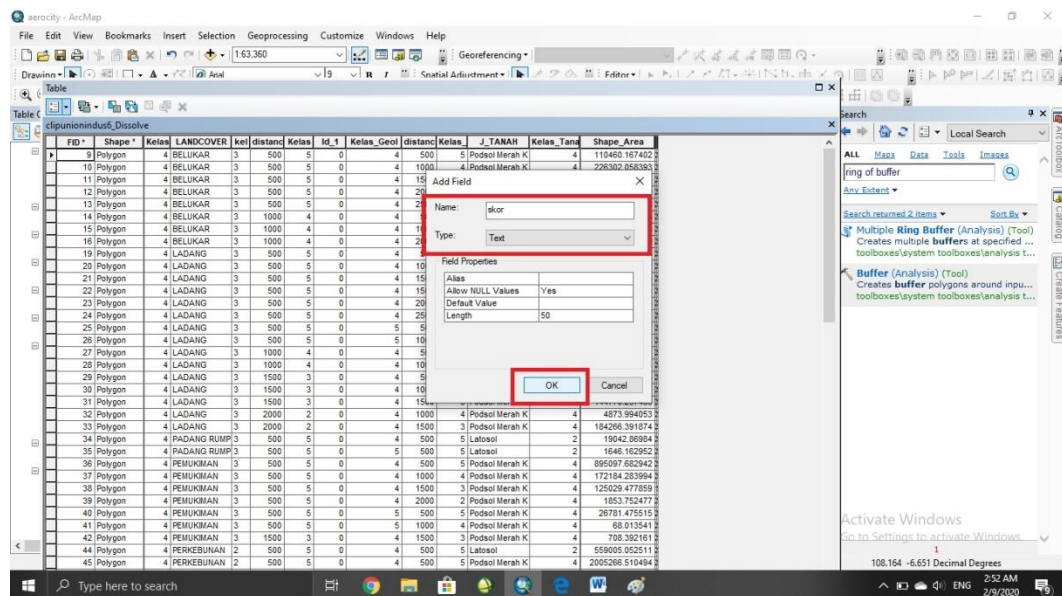 aerocity - ArcMap
File Edit View Bookmarks Insert Selection Geoprocessing Customize Windows Help
1:63.360 Georeferencing
Drawing Arial 9 B I Spatial Adjustment Editor
Table
clipunionindus6_Dissolve
FID * Shape * Kelas LANDCOVER kel distanc Kelas Id_1 Kelas_Geol distanc Kelas_ J_TANAH Kelas_Tana Shape_Area
9 Polygon 4 BELUKAR 3 500 5 0 4 500 5 Podsol Merah K 4 110460.167402
10 Polygon 4 BELUKAR 3 500 5 0 4 1000 4 Podsol Merah K 4 226302.058393
11 Polygon 4 BELUKAR 3 500 5 0 4 15
12 Polygon 4 BELUKAR 3 500 5 0 4 20
13 Polygon 4 BELUKAR 3 500 5 0 4 25
14 Polygon 4 BELUKAR 3 1000 4 0 4
15 Polygon 4 BELUKAR 3 1000 4 0 4 10
16 Polygon 4 BELUKAR 3 1000 4 0 4 20
19 Polygon 4 LADANG 3 500 5 0 4
20 Polygon 4 LADANG 3 500 5 0 4 10
21 Polygon 4 LADANG 3 500 5 0 4 15
22 Polygon 4 LADANG 3 500 5 0 4 15
23 Polygon 4 LADANG 3 500 5 0 4 20
24 Polygon 4 LADANG 3 500 5 0 4 25
25 Polygon 4 LADANG 3 500 5 0 5 5
26 Polygon 4 LADANG 3 500 5 0 5 10
27 Polygon 4 LADANG 3 1000 4 0 4 5
28 Polygon 4 LADANG 3 1000 4 0 4 10
29 Polygon 4 LADANG 3 1500 3 0 4 5
30 Polygon 4 LADANG 3 1500 3 0 4 10
31 Polygon 4 LADANG 3 1500 3 0 4
32 Polygon 4 LADANG 3 2000 2 0 4 1000 4 Podsol Merah K 4 4873.994053
33 Polygon 4 LADANG 3 2000 2 0 4 1500 3 Podsol Merah K 4 184266.391874
34 Polygon 4 PADANG RUMP 3 500 5 0 4 500 5 Latosol 2 19042.86984
35 Polygon 4 PADANG RUMP 3 500 5 0 5 500 5 Latosol 2 1646.162952
36 Polygon 4 PEMUKIMAN 3 500 5 0 4 500 5 Podsol Merah K 4 895097.682942
37 Polygon 4 PEMUKIMAN 3 500 5 0 4 1000 4 Podsol Merah K 4 172184.283994
38 Polygon 4 PEMUKIMAN 3 500 5 0 4 1500 3 Podsol Merah K 4 125029.477859
39 Polygon 4 PEMUKIMAN 3 500 5 0 4 2000 2 Podsol Merah K 4 1853.752477
40 Polygon 4 PEMUKIMAN 3 500 5 0 5 500 5 Podsol Merah K 4 26781.475515
41 Polygon 4 PEMUKIMAN 3 500 5 0 5 1000 4 Podsol Merah K 4 68.013541
42 Polygon 4 PEMUKIMAN 3 1500 3 0 4 1500 3 Podsol Merah K 4 708.392161
44 Polygon 4 PERKEBUNAN 2 500 5 0 4 500 5 Latosol 2 559005.052511
45 Polygon 4 PERKEBUNAN 2 500 5 0 4 500 5 Podsol Merah K 4 2005266.510494
Add Field
Name: skor
Type: Text
Field Properties
Alias
Allow NULL Values Yes
Default Value
Length 50
OK Cancel
Search
Local Search
ALL Maps Data Tools Images
ring of buffer
Any Extent
Search returned 2 items Sort By
Multiple Ring Buffer (Analysis) (Tool)
Creates multiple buffers at specified ...
toolboxes\system toolboxes\analysis t...
Buffer (Analysis) (Tool)
Creates buffer polygons around inpu...
toolboxes\system toolboxes\analysis t...
ArcToolbox
Catalog
Create Features
Activate Windows
Go to Settings to activate Windows.
1
108.164 -6.651 Decimal Degrees
Type here to search
ENG
2:52 AM
2/9/2020